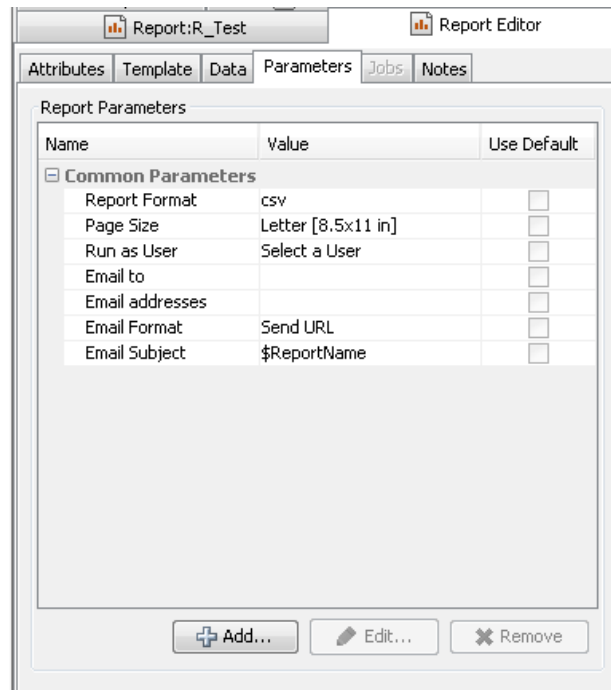 Report:R_Test Report Editor
Attributes Template Data Parameters Jobs Notes
Report Parameters
Name Value Use Default
Common Parameters
Report Format csv
Page Size Letter [8.5x11 in]
Run as User Select a User
Email to
Email addresses
Email Format Send URL
Email Subject $ReportName
Add... Edit... Remove